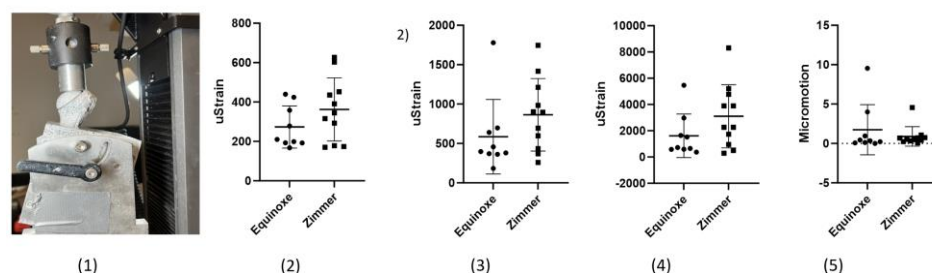 800
600
400
200
0
uStrain
Equinoxe
Zimmer
2)
2000
1500
1000
500
0
uStrain
Equinoxe
Zimmer
10000
8000
6000
4000
2000
0
-2000
uStrain
Equinoxe
Zimmer
15
10
5
0
-5
Micromotion
Equinoxe
Zimmer
(1)
(2)
(3)
(4)
(5)